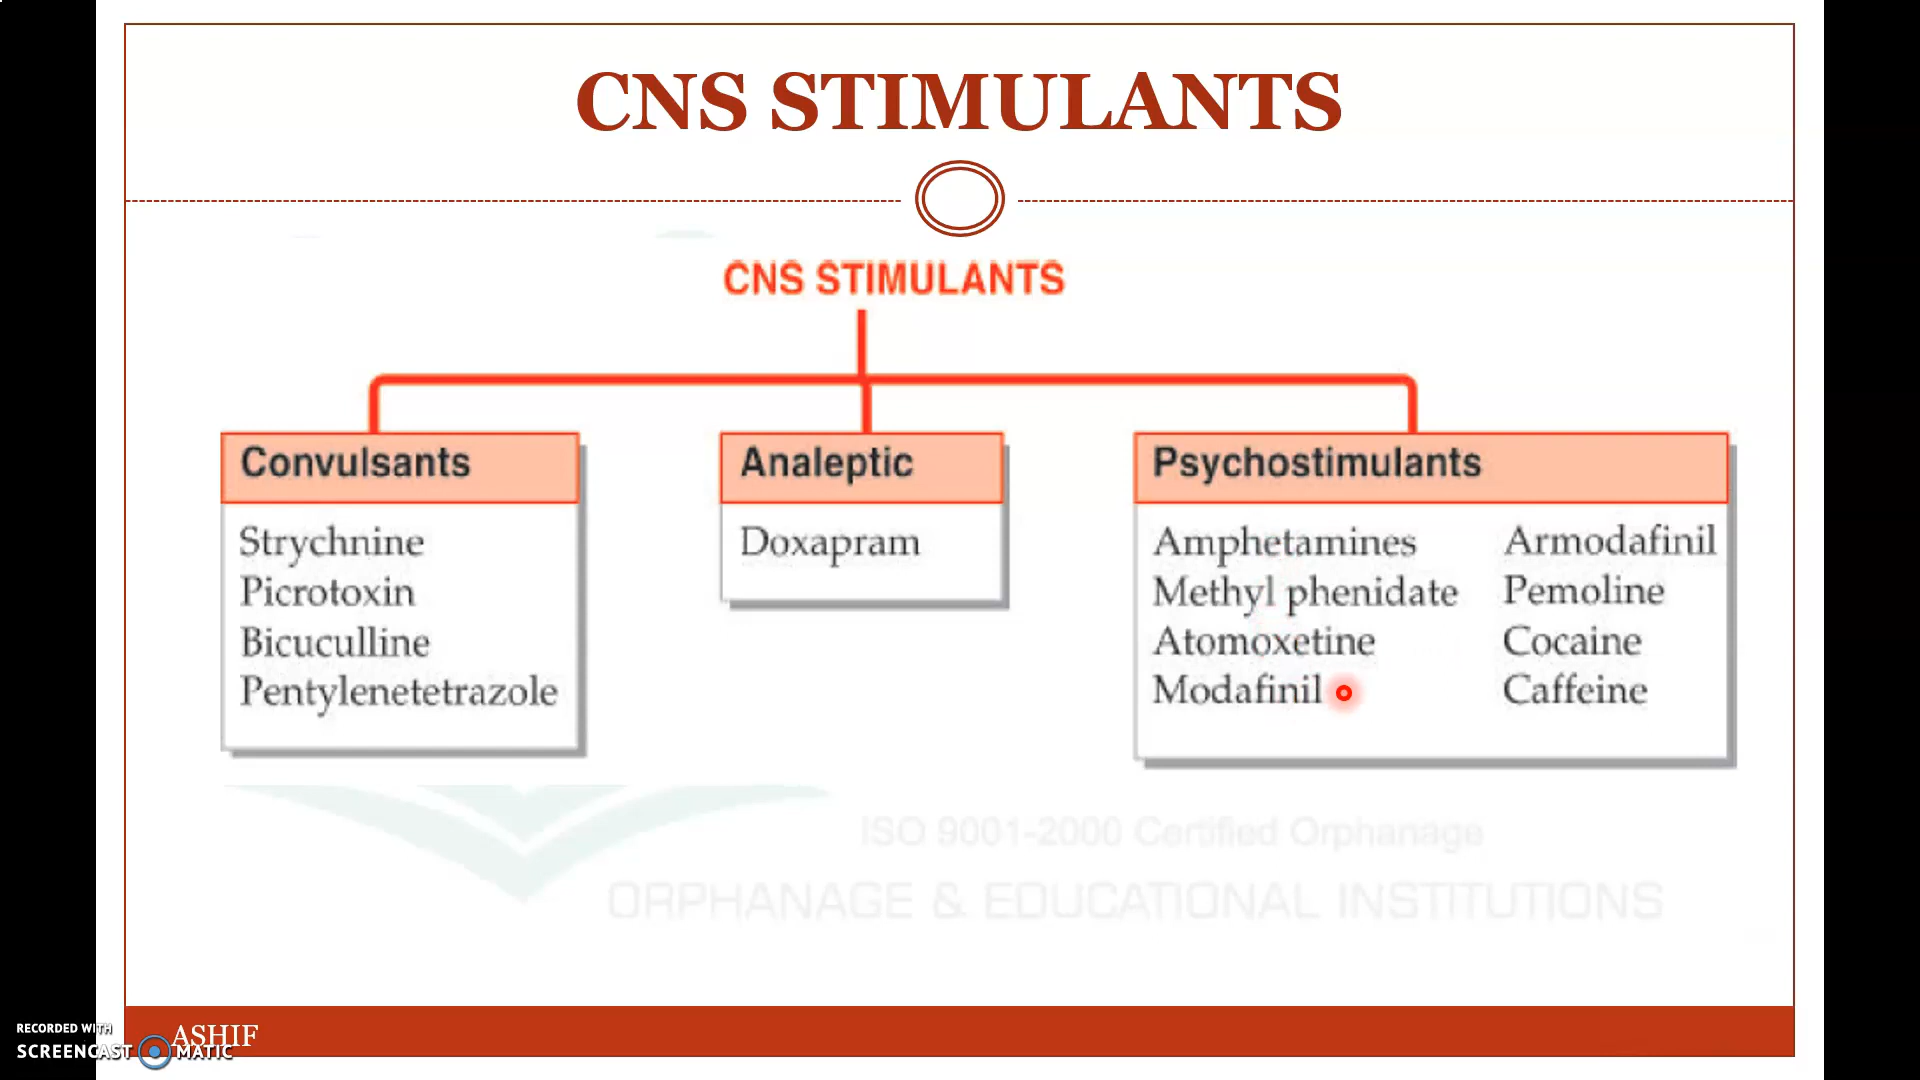 CNS STIMULANTS
CNS STIMULANTS
Convulsants
Strychnine
Picrotoxin
Bicuculline
Pentylenetetrazole
Analeptic
Doxapram
Psychostimulants
Amphetamines
Methyl phenidate
Atomoxetine
Modafinil
Armodafinil
Pemoline
Cocaine
Caffeine
ISO 9001-2000 Certified Orphanage
ORPHANAGE & EDUCATIONAL INSTITUTIONS
ASHIF
RECORDED WITH
SCREENCAST MATIC